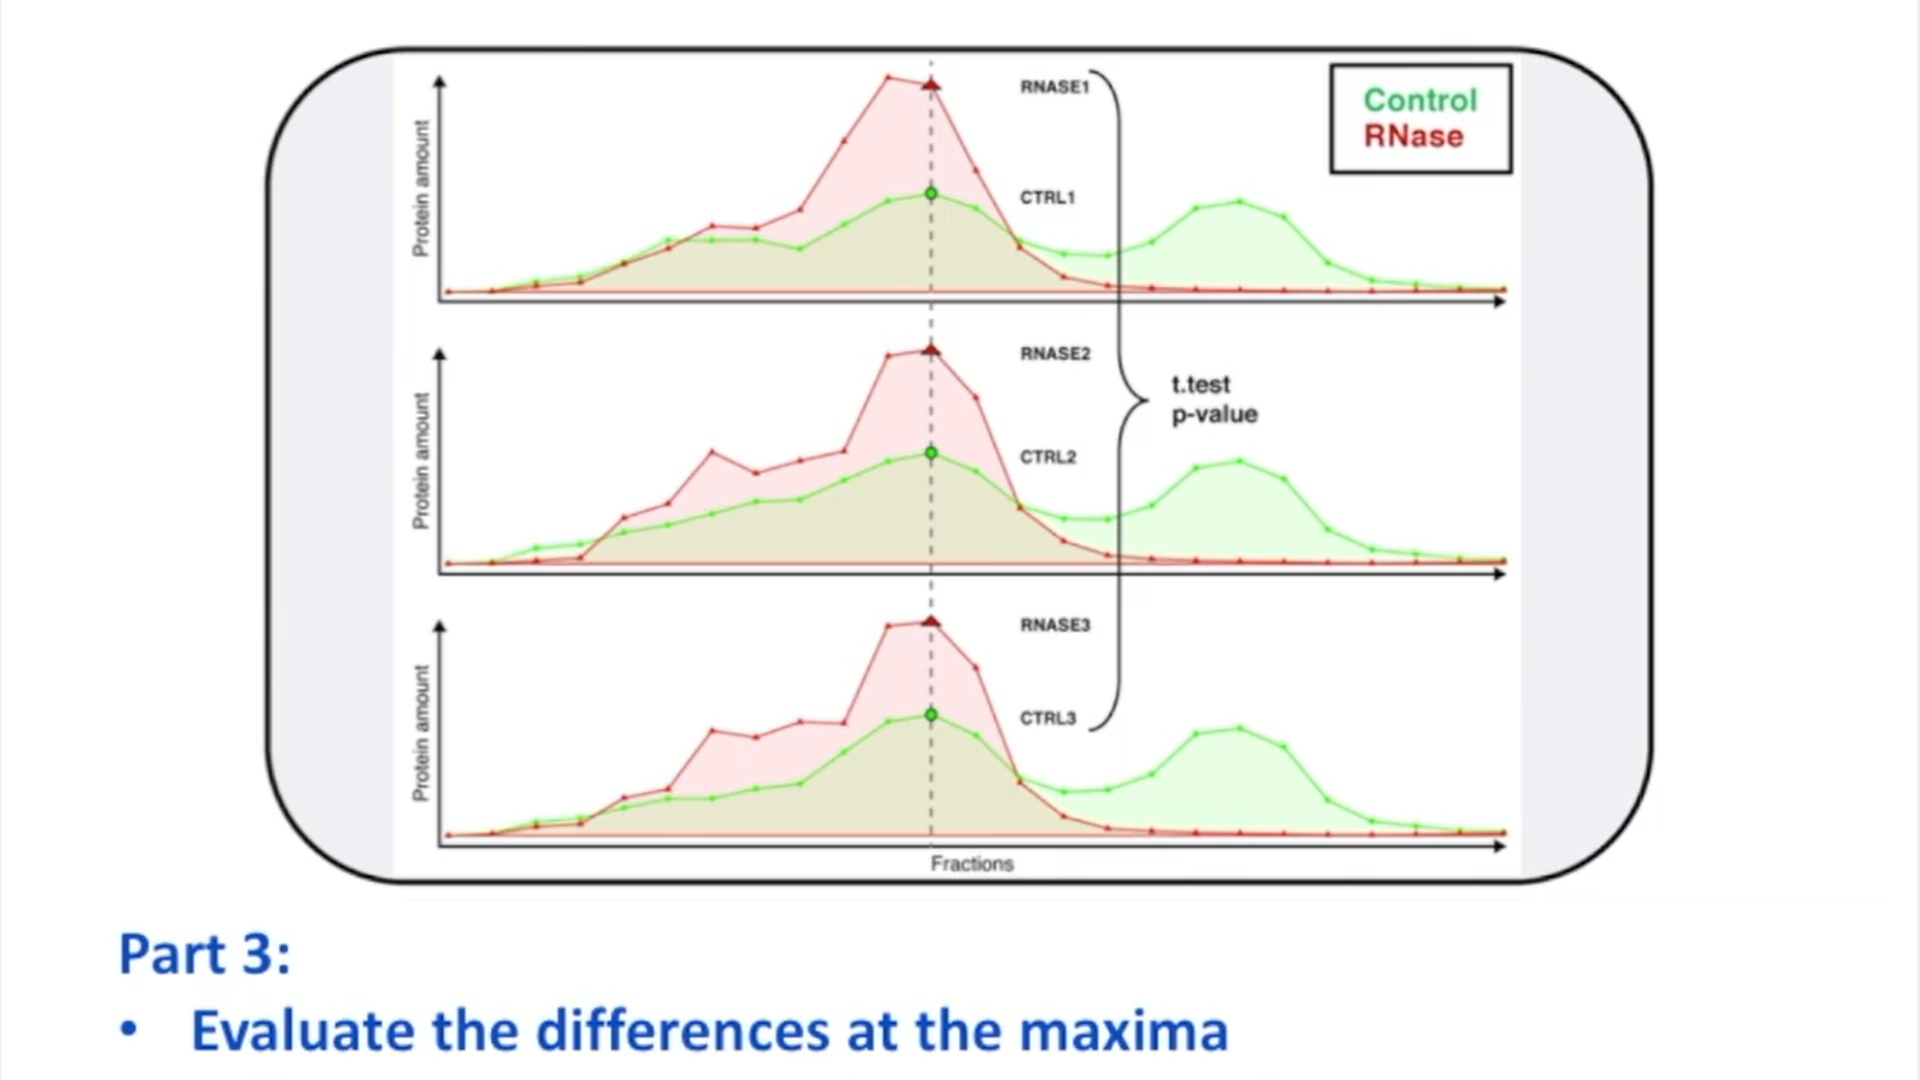 Control
RNase
Protein amount
RNASE1
CTRL1
Protein amount
RNASE2
CTRL2
t.test
p-value
Protein amount
RNASE3
CTRL3
Fractions
Part 3:
• Evaluate the differences at the maxima